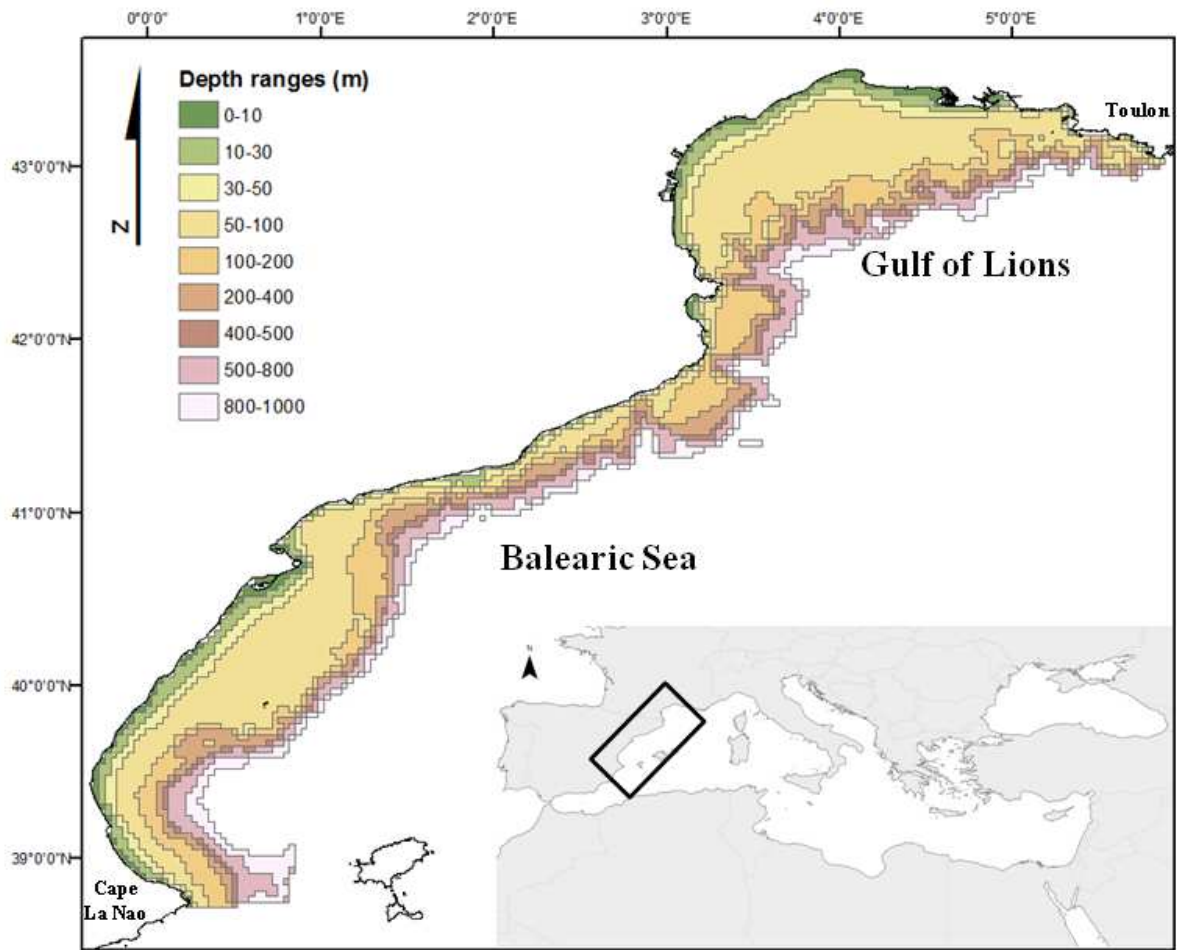 0°0'0"E 1°0'0"E 2°0'0"E 3°0'0"E 4°0'0"E 5°0'0"E
Depth ranges (m)
0-10
10-30
30-50
50-100
100-200
200-400
400-500
500-800
800-1000
N
Toulon
43°0'0"N
Gulf of Lions
42°0'0"N
41°0'0"N
Balearic Sea
40°0'0"N
N
39°0'0"N
Cape
La Nao